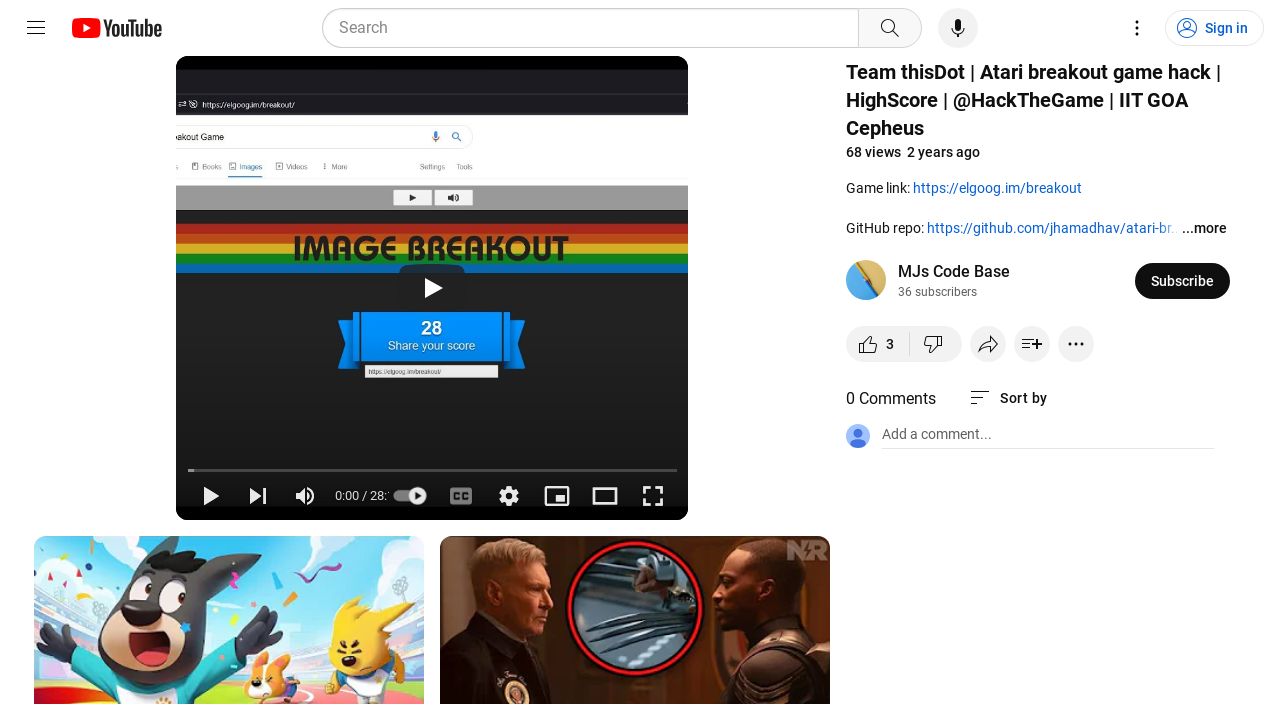 YouTube
Search
Sign in
https://elgoog.im/breakout/
eakout Game
Books
Images
Videos
More
Settings
Tools
IMAGE BREAKOUT
28
Share your score
https://elgoog.im/breakout/
0:00 / 28:
CC
Team thisDot | Atari breakout game hack |
HighScore | @HackTheGame | IIT GOA
Cepheus
68 views 2 years ago
Game link: https://elgoog.im/breakout
GitHub repo: https://github.com/jhamadhav/atari-br. ...more
MJs Code Base
36 subscribers
Subscribe
3
0 Comments
Sort by
Add a comment...